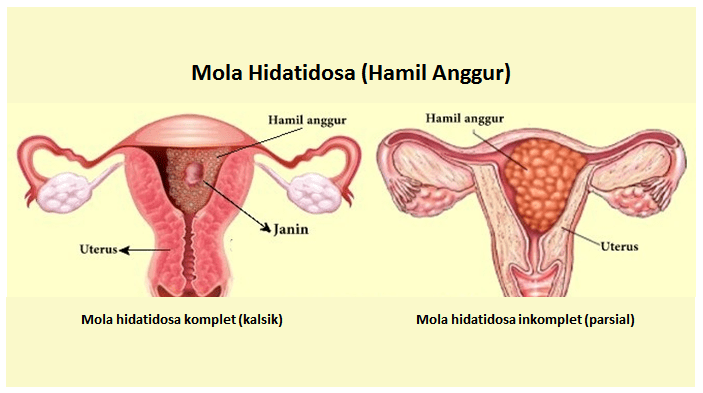 Mola Hidatidosa (Hamil Anggur)
Hamil anggur
Janin
Uterus
Hamil anggur
Uterus
Mola hidatidosa komplet (kalsik)
Mola hidatidosa inkomplet (parsial)